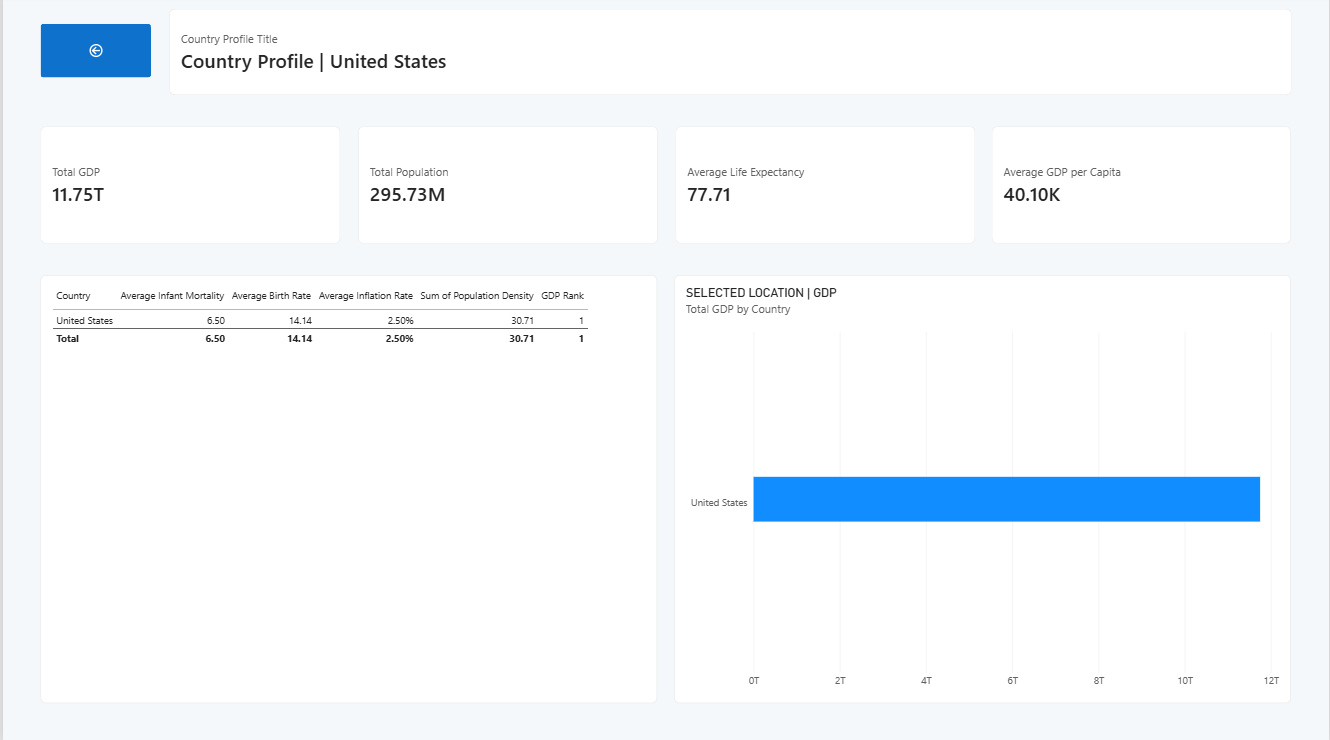 Country Profile Title
Country Profile | United States
Total GDP
11.75T
Total Population
295.73M
Average Life Expectancy
77.71
Average GDP per Capita
40.10K
Country Average Infant Mortality Average Birth Rate Average Inflation Rate Sum of Population Density GDP Rank
United States 6.50 14.14 2.50% 30.71 1
Total 6.50 14.14 2.50% 30.71 1
SELECTED LOCATION | GDP
Total GDP by Country
United States
0T 2T 4T 6T 8T 10T 12T